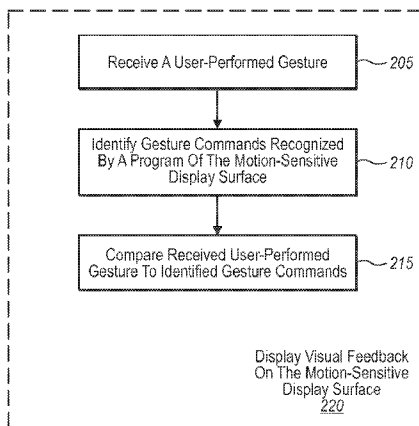 Receive A User-Performed Gesture
205
Identify Gesture Commands Recognized
By A Program Of The Motion-Sensitive
Display Surface
210
Compare Received User-Performed
Gesture To Identified Gesture Commands
215
Display Visual Feedback
On The Motion-Sensitive
Display Surface
220